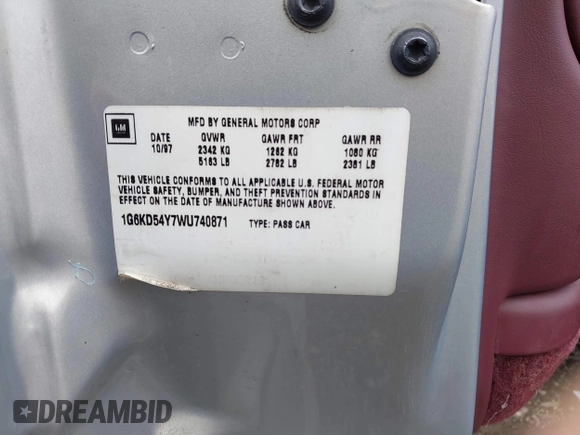 MFD BY GENERAL MOTORS CORP
GM
DATE GVWR GAWR FRT GAWR RR
10/97 2342 KG 1262 KG 1080 KG
5163 LB 2782 LB 2381 LB
THIS VEHICLE CONFORMS TO ALL APPLICABLE U.S. FEDERAL MOTOR
VEHICLE SAFETY, BUMPER, AND THEFT PREVENTION STANDARDS IN
EFFECT ON THE DATE OF MANUFACTURE SHOWN ABOVE.
1G6KD54Y7WU740871 TYPE: PASS CAR
DREAMBID